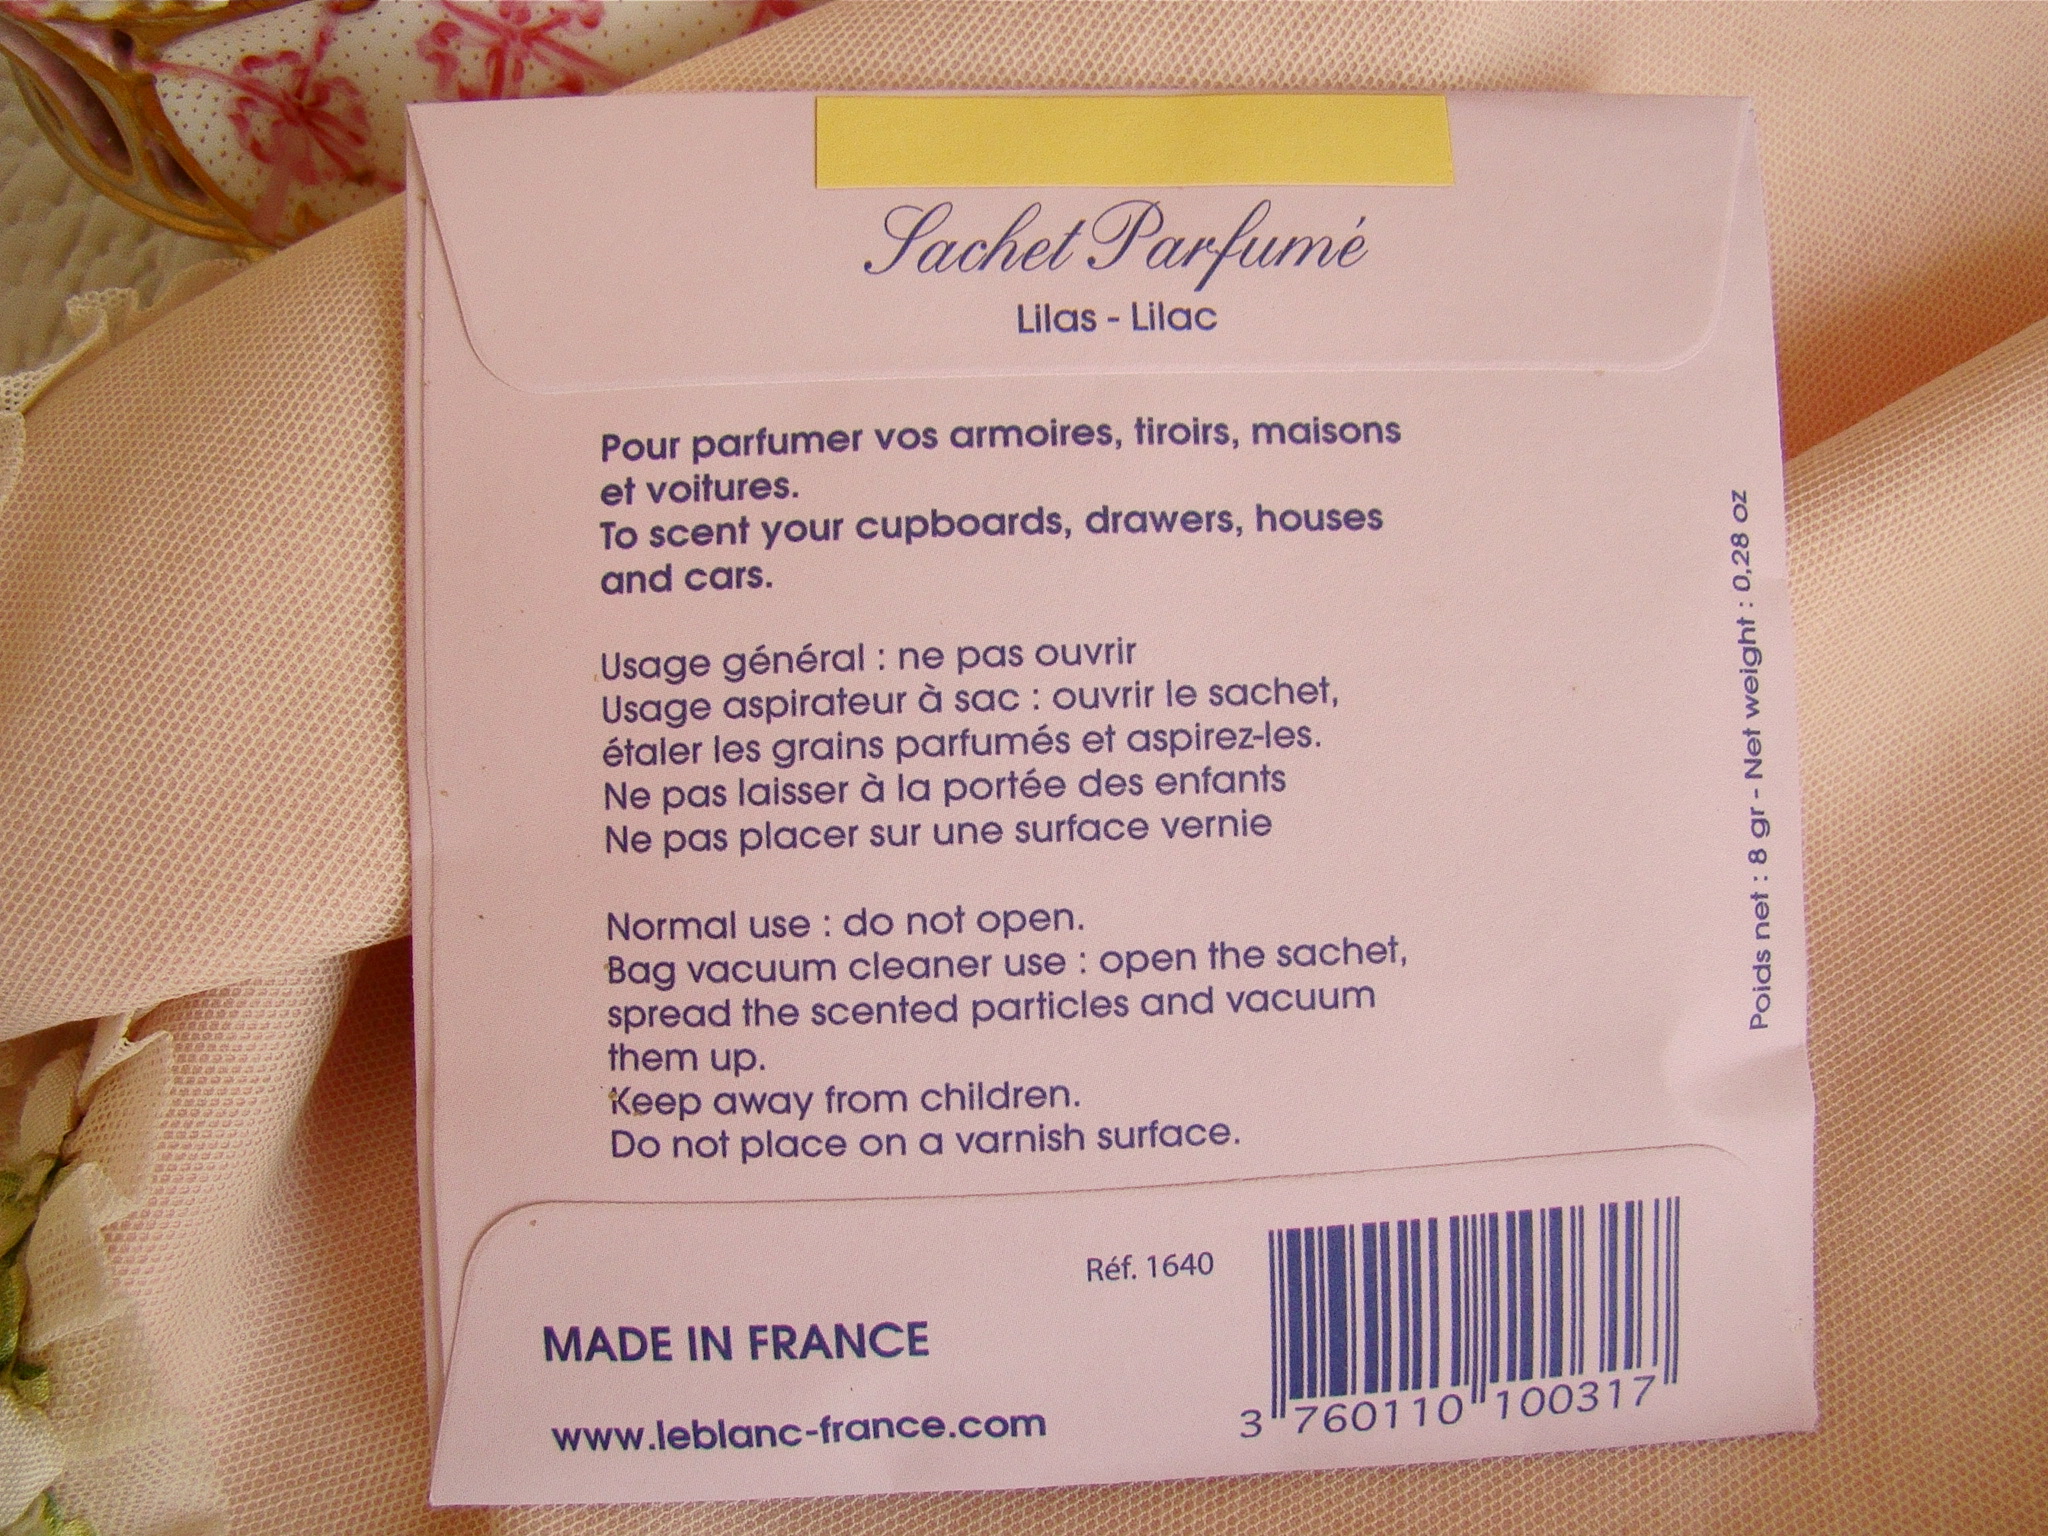 Sachet Parfumé
Lilas - Lilac
Pour parfumer vos armoires, tiroirs, maisons
et voitures.
To scent your cupboards, drawers, houses
and cars.
Usage général : ne pas ouvrir
Usage aspirateur à sac : ouvrir le sachet,
étaler les grains parfumés et aspirez-les.
Ne pas laisser à la portée des enfants
Ne pas placer sur une surface vernie
Normal use : do not open.
Bag vacuum cleaner use : open the sachet,
spread the scented particles and vacuum
them up.
Keep away from children.
Do not place on a varnish surface.
Poids net : 8 gr - Net weight : 0,28 oz
Réf. 1640
MADE IN FRANCE
www.leblanc-france.com
3 760110 100317